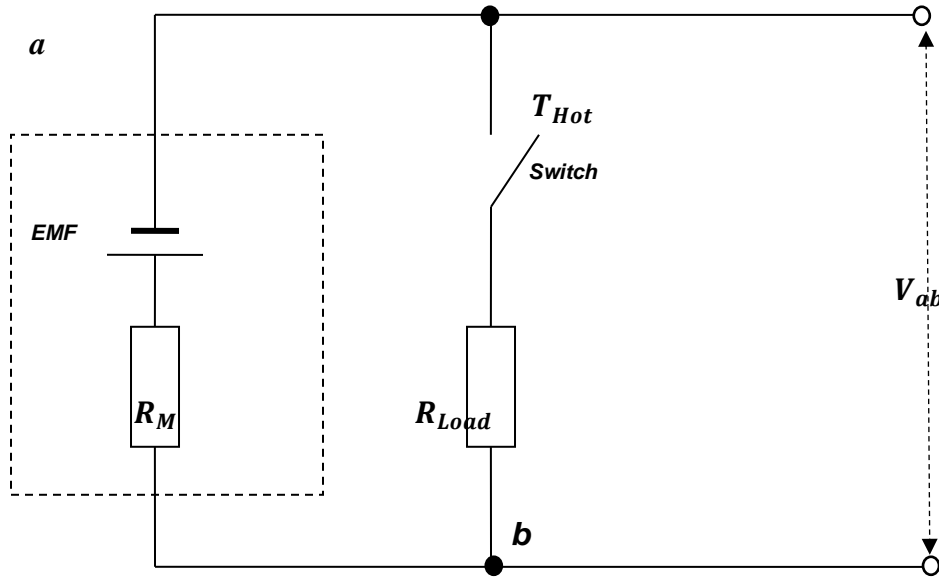 a
T_Hot
Switch
EMF
V_ab
R_M
R_Load
b